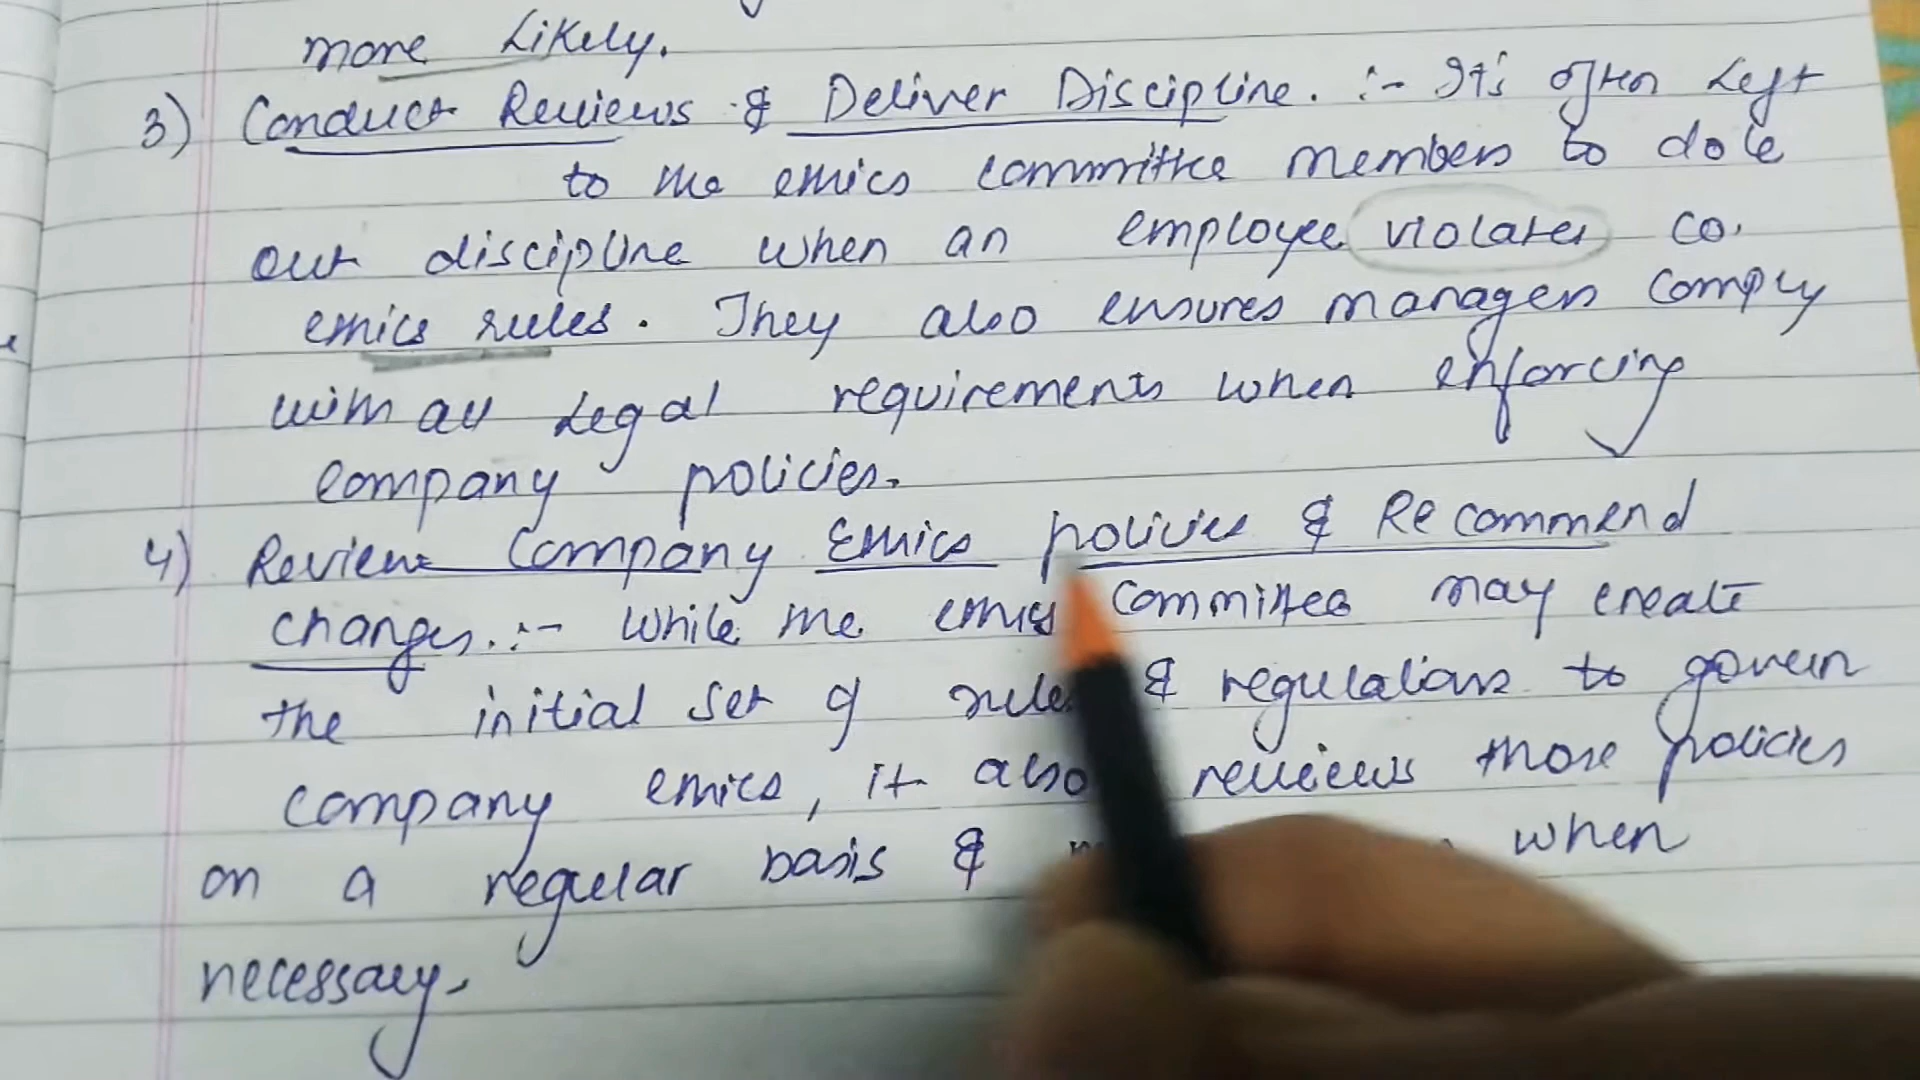 more likely.
3) Conduct Reviews & Deliver Discipline. :- It's often left
to the ethics committee members to dole
out discipline when an employee violates co.
ethics rules. They also ensures managers comply
with all legal requirements when enforcing
company policies.
4) Review Company Ethics policies & Recommend
changes. :- While the ethics committee may create
the initial set of rules & regulations to govern
company ethics, it also reviews those policies
on a regular basis & when
necessary.